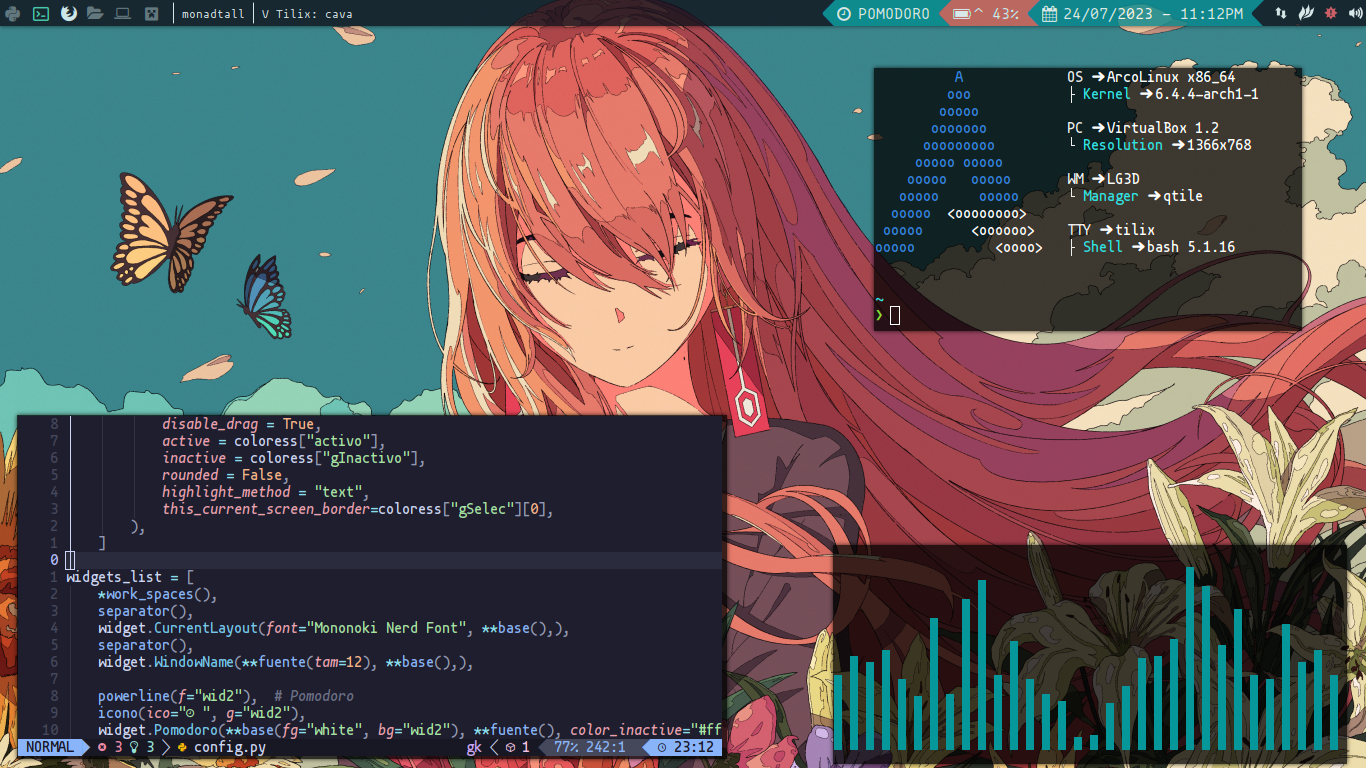 monadtall V Tilix: cava POMODORO ^ 43% 24/07/2023 - 11:12PM
A OS ➜ArcoLinux x86_64
ooo ├ Kernel ➜6.4.4-arch1-1
ooooo
ooooooo PC ➜VirtualBox 1.2
ooooooooo └ Resolution ➜1366x768
ooooo ooooo
ooooo ooooo WM ➜LG3D
ooooo ooooo └ Manager ➜qtile
ooooo <oooooooo>
ooooo <oooooo> TTY ➜tilix
ooooo <oooo> ├ Shell ➜bash 5.1.16
~
❯
8 disable_drag = True,
7 active = coloress["activo"],
6 inactive = coloress["gInactivo"],
5 rounded = False,
4 highlight_method = "text",
3 this_current_screen_border=coloress["gSelec"][0],
2 ),
1 ]
0
1 widgets_list = [
2 *work_spaces(),
3 separator(),
4 widget.CurrentLayout(font="Mononoki Nerd Font", **base(),),
5 separator(),
6 widget.WindowName(**fuente(tam=12), **base(),),
7
8 powerline(f="wid2"), # Pomodoro
9 icono(ico="⏲ ", g="wid2"),
10 widget.Pomodoro(**base(fg="white", bg="wid2"), **fuente(), color_inactive="#ff
NORMAL 3 3 config.py gk 1 77% 242:1 23:12